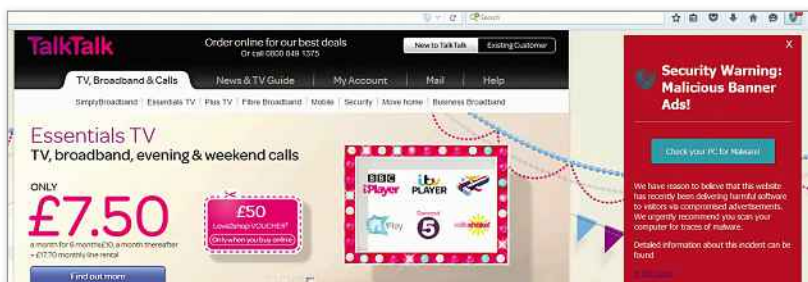 Search
TalkTalk
Order online for our best deals
Or call 0800 049 1375
New to TalkTalk
Existing Customer
TV, Broadband & Calls
News & TV Guide
My Account
Mail
Help
SimplyBroadband
Essentials TV
Plus TV
Fibre Broadband
Mobile
Security
Move home
Business Broadband
Essentials TV
TV, broadband, evening & weekend calls
ONLY
£7.50
a month for 6 months£10, a month thereafter
+ £17.70 monthly line rental
Find out more
£50
Love2shop VOUCHER*
Only when you buy online
BBC
iPlayer
itv
PLAYER
Play
5
X
Security Warning:
Malicious Banner
Ads!
Check your PC for Malware!
We have reason to believe that this website
has recently been delivering harmful software
to visitors via compromised advertisements.
We urgently recommend you scan your
computer for traces of malware.
Detailed information about this incident can be
found